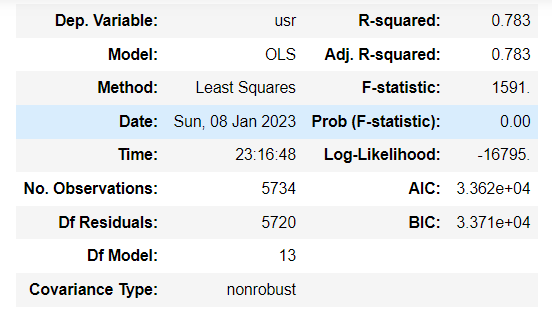 Dep. Variable: usr R-squared: 0.783
Model: OLS Adj. R-squared: 0.783
Method: Least Squares F-statistic: 1591.
Date: Sun, 08 Jan 2023 Prob (F-statistic): 0.00
Time: 23:16:48 Log-Likelihood: -16795.
No. Observations: 5734 AIC: 3.362e+04
Df Residuals: 5720 BIC: 3.371e+04
Df Model: 13
Covariance Type: nonrobust